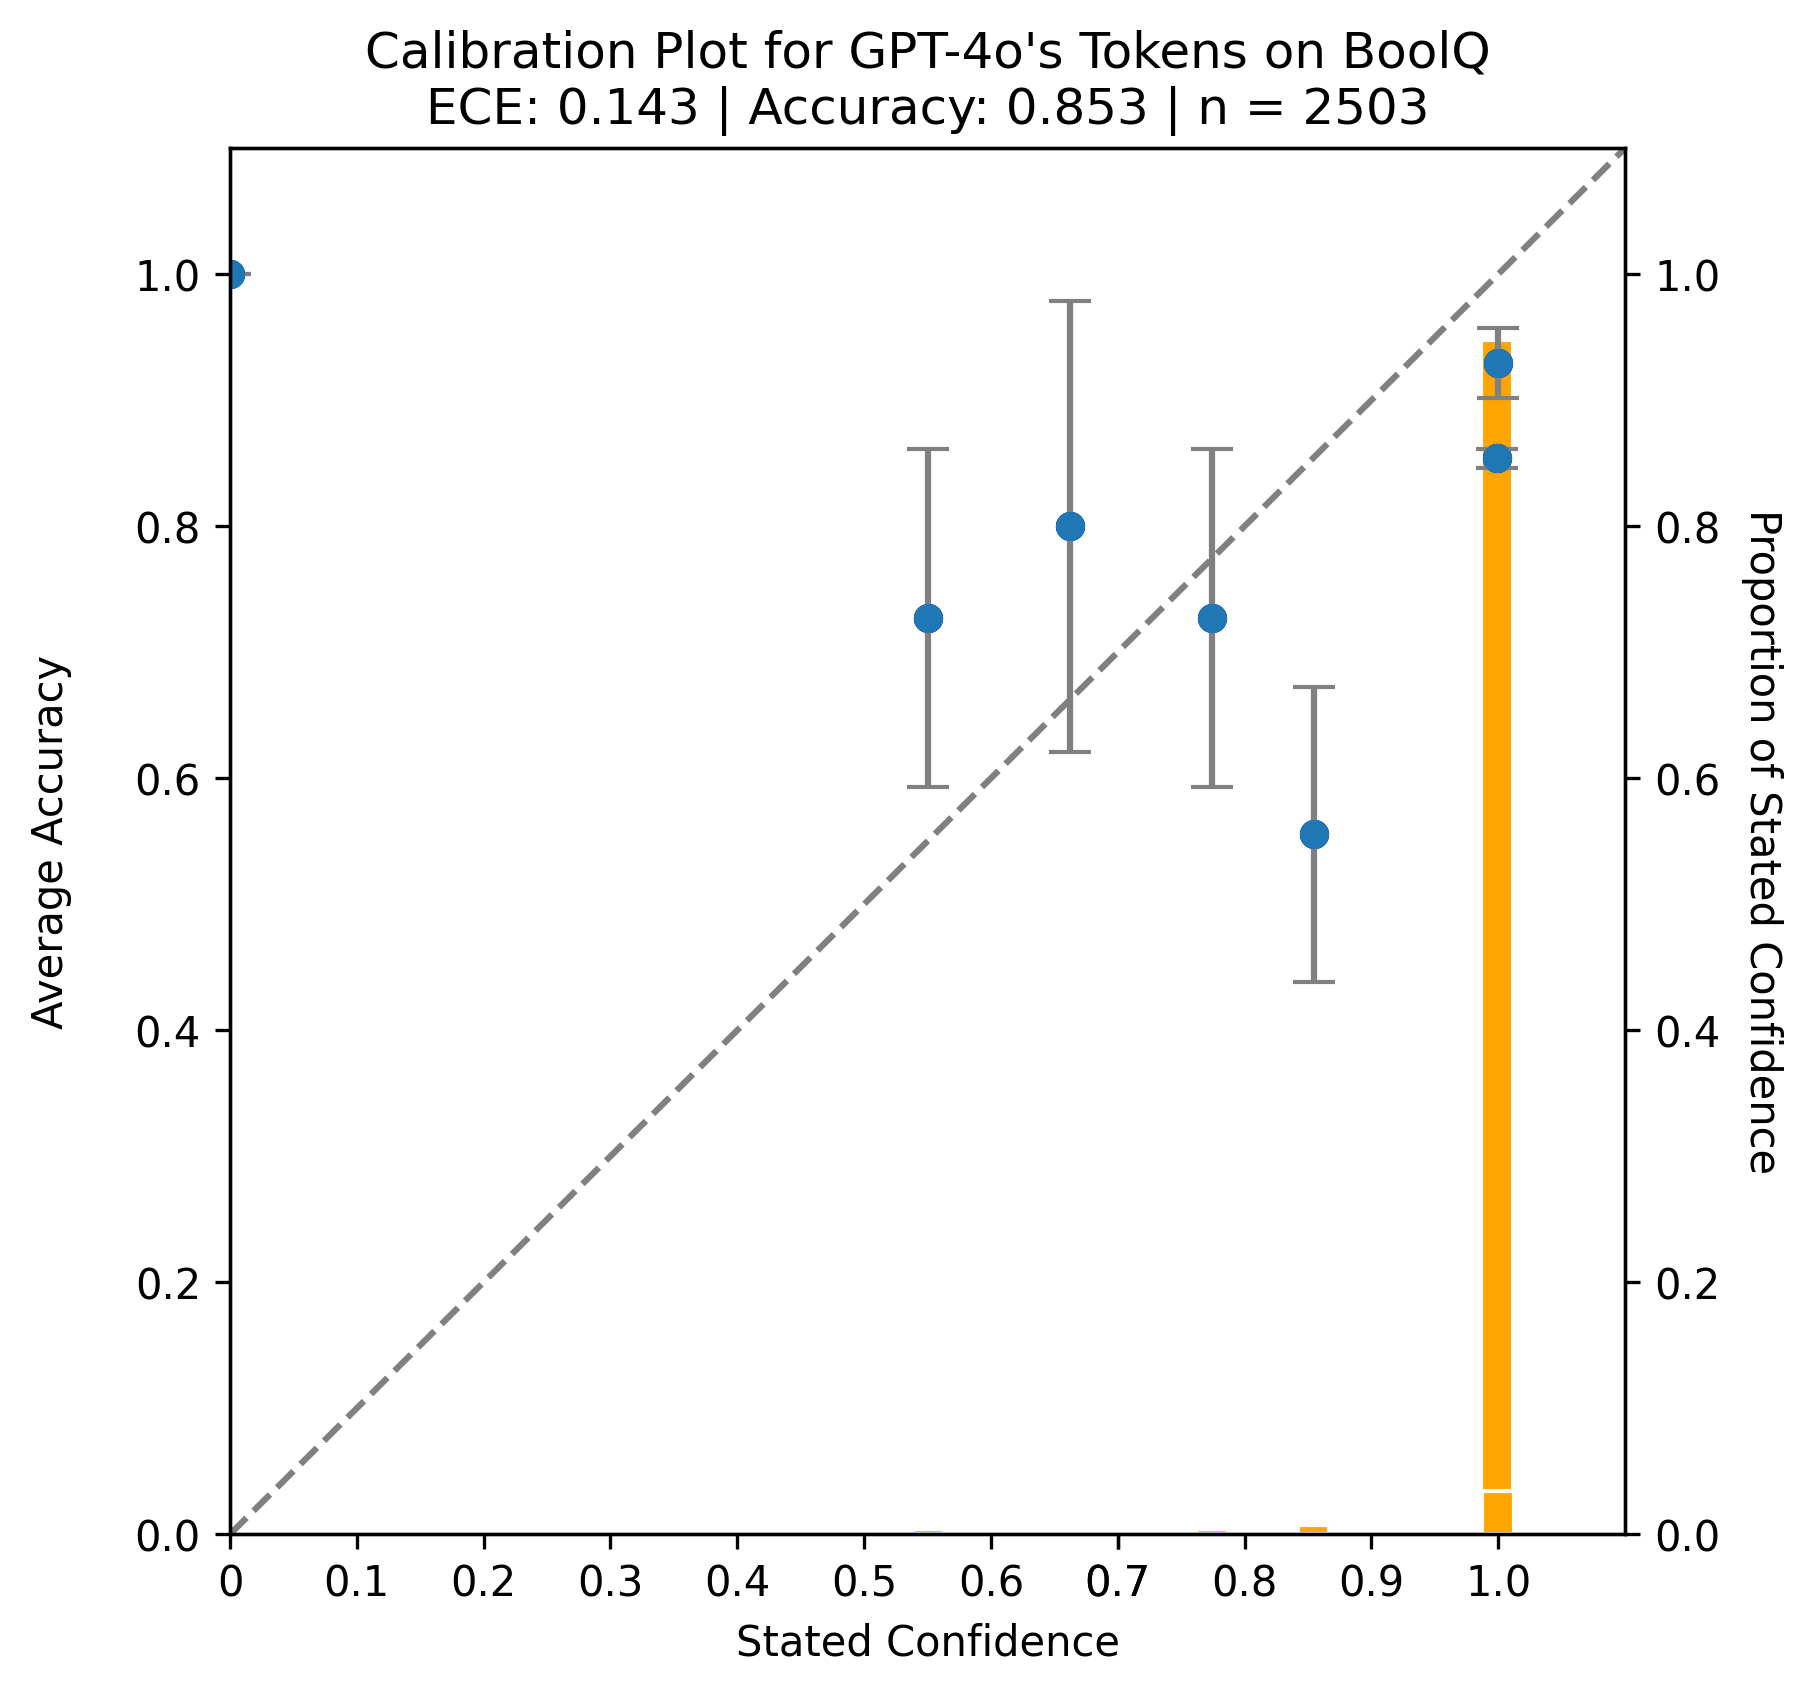 Calibration Plot for GPT-4o's Tokens on BoolQ
ECE: 0.143 | Accuracy: 0.853 | n = 2503
Average Accuracy
1.0
0.8
0.6
0.4
0.2
0.0
0 0.1 0.2 0.3 0.4 0.5 0.6 0.7 0.8 0.9 1.0
Stated Confidence
1.0
0.8
0.6
0.4
0.2
0.0
Proportion of Stated Confidence